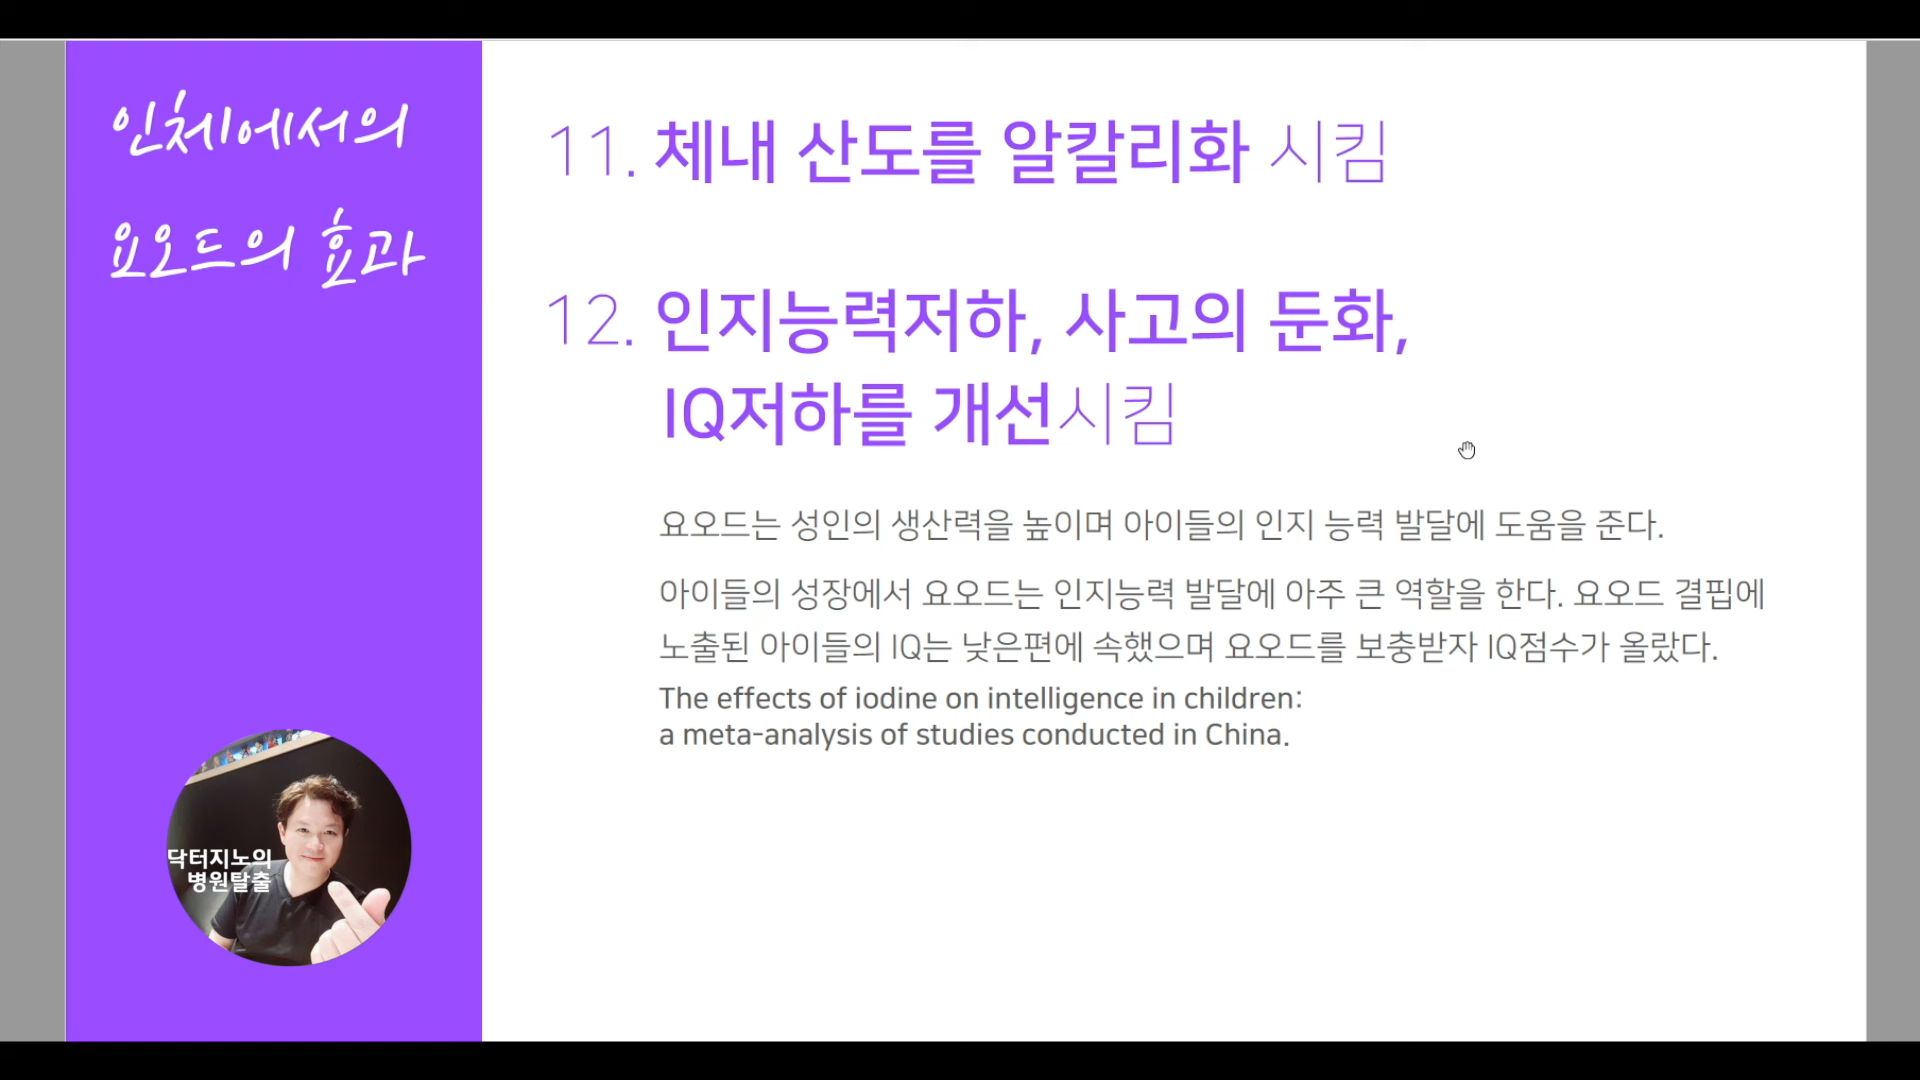 인체에서의
요오드의 효과
11. 체내 산도를 알칼리화 시킴
12. 인지능력저하, 사고의 둔화,
IQ저하를 개선시킴
요오드는 성인의 생산력을 높이며 아이들의 인지 능력 발달에 도움을 준다.
아이들의 성장에서 요오드는 인지능력 발달에 아주 큰 역할을 한다. 요오드 결핍에
노출된 아이들의 IQ는 낮은편에 속했으며 요오드를 보충받자 IQ점수가 올랐다.
The effects of iodine on intelligence in children:
a meta-analysis of studies conducted in China.
닥터지노의
병원탈출